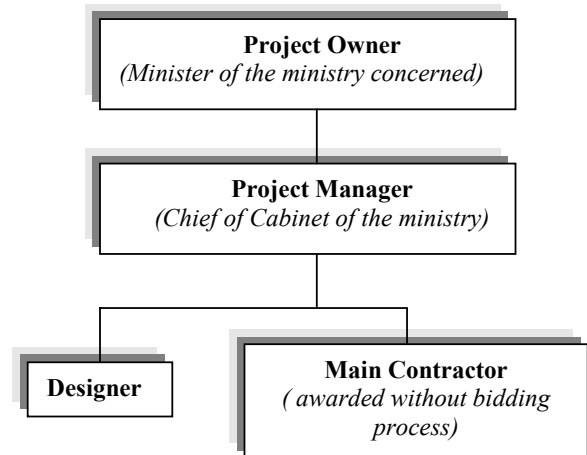 Project Owner
(Minister of the ministry concerned)
Project Manager
(Chief of Cabinet of the ministry)
Designer
Main Contractor
( awarded without bidding
process)